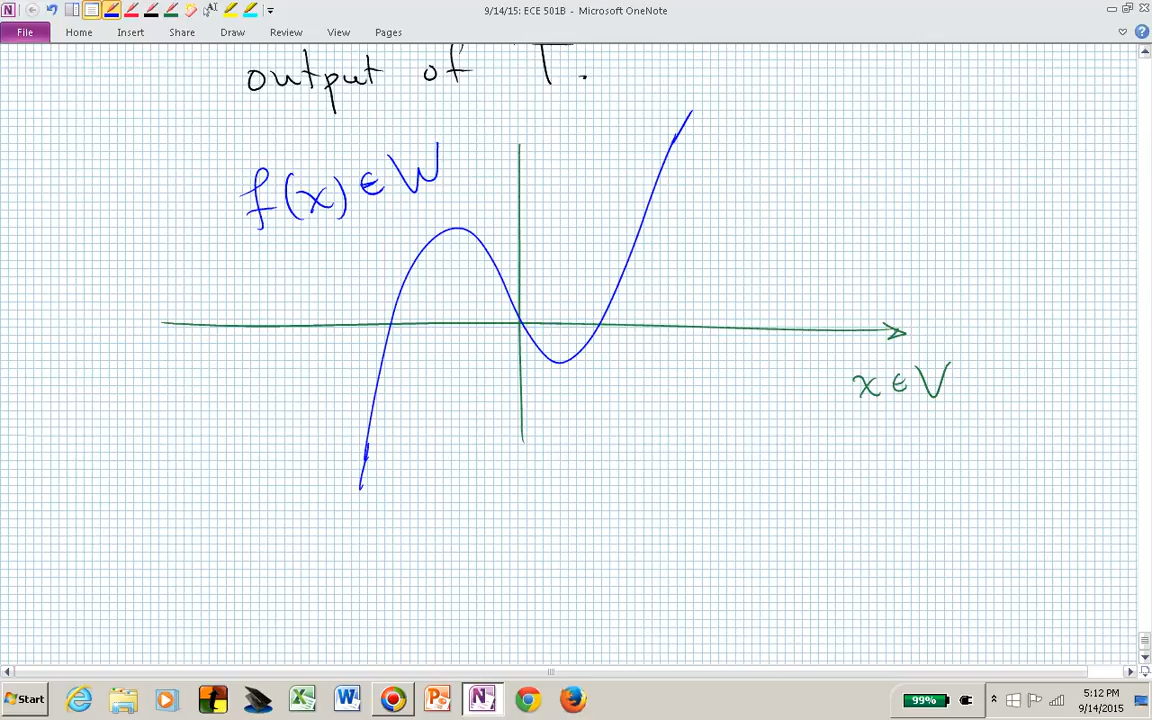 9/14/15: ECE 501B - Microsoft OneNote
File Home Insert Share Draw Review View Pages
output of T.
f(x) ∈ W
x ∈ V
Start
99%
5:12 PM
9/14/2015